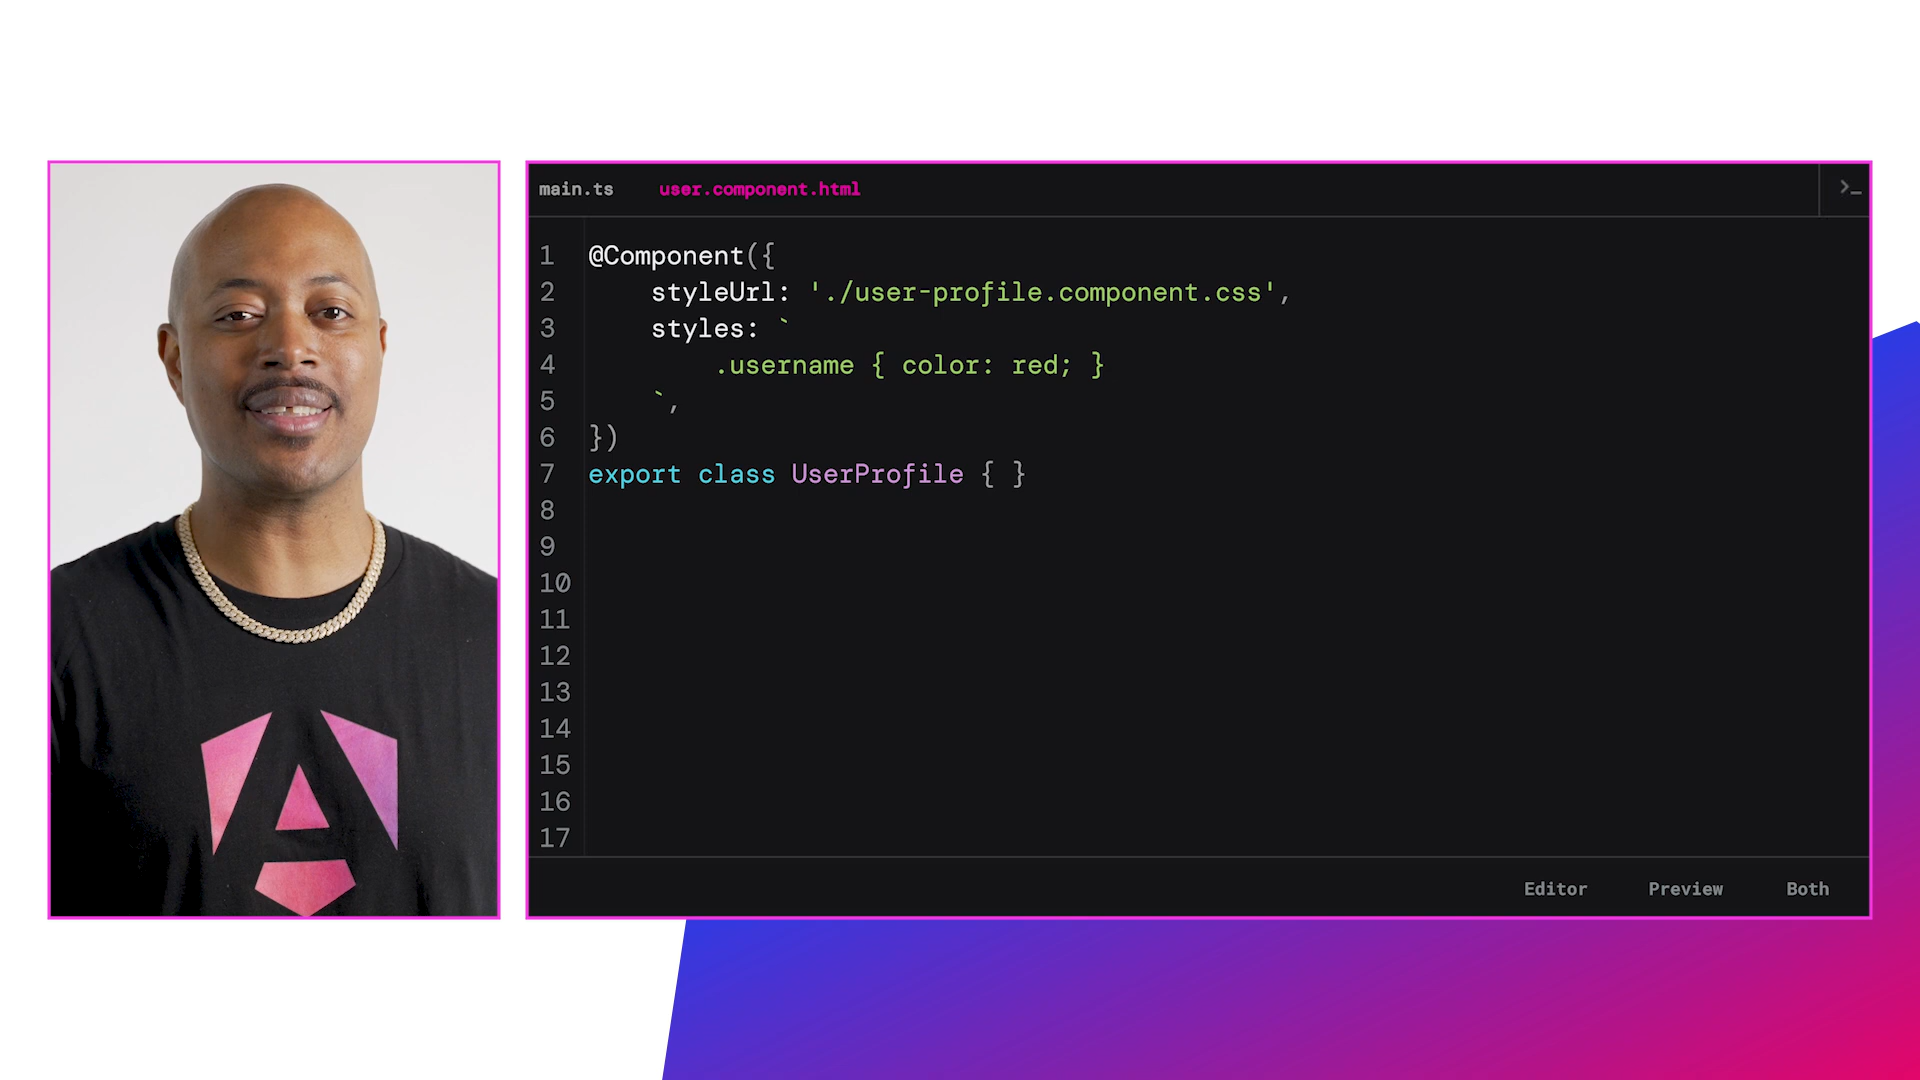 main.ts
user.component.html
>_
1 @Component({
2 styleUrl: './user-profile.component.css',
3 styles: `
4 .username { color: red; }
5 `,
6 })
7 export class UserProfile { }
8
9
10
11
12
13
14
15
16
17
Editor
Preview
Both